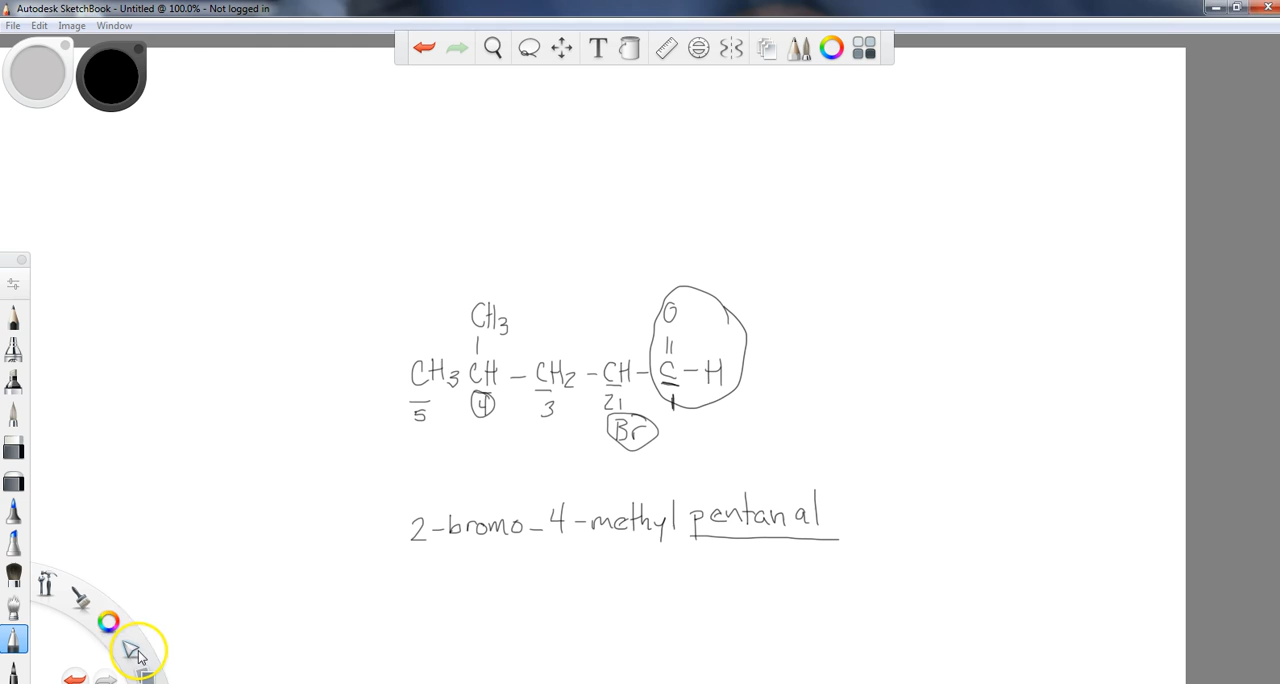 Autodesk SketchBook - Untitled @ 100.0% - Not logged in
File Edit Image Window
T
CH3
O
CH3 CH - CH2 - CH - C - H
5 4 3 2 1
Br
2-bromo-4-methyl pentanal